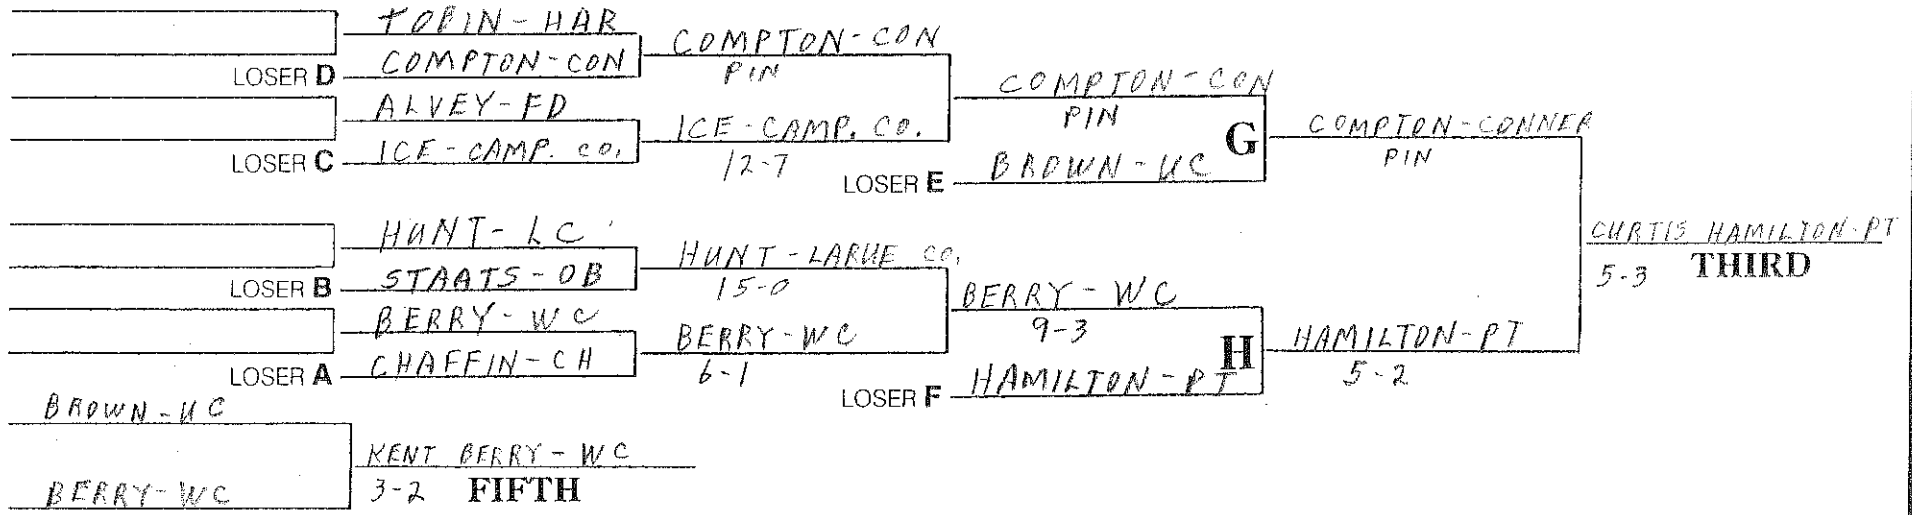 TOBIN - HAR
COMPTON - CON
LOSER D
COMPTON - CON
PIN
ALVEY - FD
ICE - CAMP. CO.
LOSER C
ICE - CAMP. CO.
12-7
COMPTON - CON
PIN
BROWN - UC
LOSER E
G
COMPTON - CONNER
PIN
HUNT - LC
STAATS - OB
LOSER B
HUNT - LARUE CO.
15-0
BERRY - WC
CHAFFIN - CH
LOSER A
BERRY - WC
6-1
BERRY - WC
9-3
HAMILTON - PT
LOSER F
H
HAMILTON - PT
5-2
CURTIS HAMILTON - PT
5-3 THIRD
BROWN - UC
BERRY - WC
KENT BERRY - WC
3-2 FIFTH